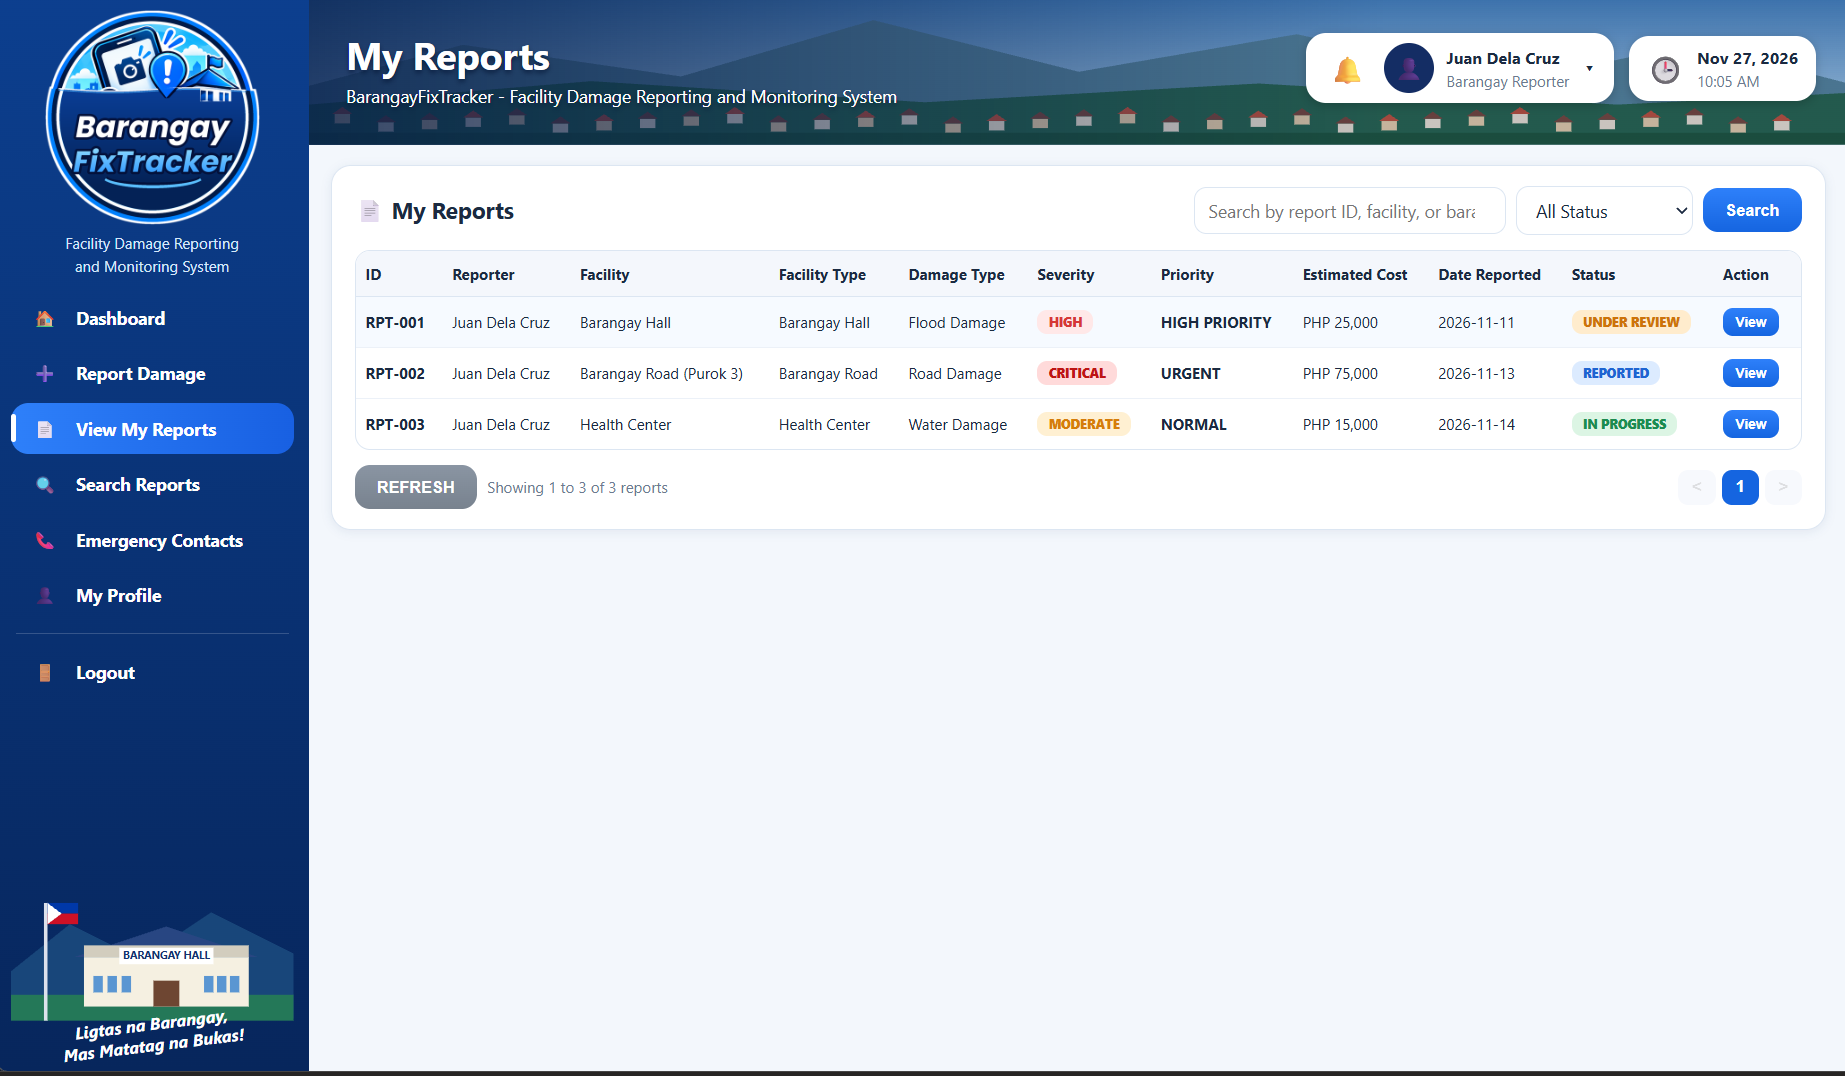 Barangay
FixTracker
Facility Damage Reporting
and Monitoring System
Dashboard
Report Damage
View My Reports
Search Reports
Emergency Contacts
My Profile
Logout
BARANGAY HALL
Ligtas na Barangay,
Mas Matatag na Bukas!
My Reports
BarangayFixTracker - Facility Damage Reporting and Monitoring System
Juan Dela Cruz
Barangay Reporter
Nov 27, 2026
10:05 AM
My Reports
Search by report ID, facility, or bara
All Status
Search
ID Reporter Facility Facility Type Damage Type Severity Priority Estimated Cost Date Reported Status Action
RPT-001 Juan Dela Cruz Barangay Hall Barangay Hall Flood Damage HIGH HIGH PRIORITY PHP 25,000 2026-11-11 UNDER REVIEW View
RPT-002 Juan Dela Cruz Barangay Road (Purok 3) Barangay Road Road Damage CRITICAL URGENT PHP 75,000 2026-11-13 REPORTED View
RPT-003 Juan Dela Cruz Health Center Health Center Water Damage MODERATE NORMAL PHP 15,000 2026-11-14 IN PROGRESS View
REFRESH Showing 1 to 3 of 3 reports
< 1 >